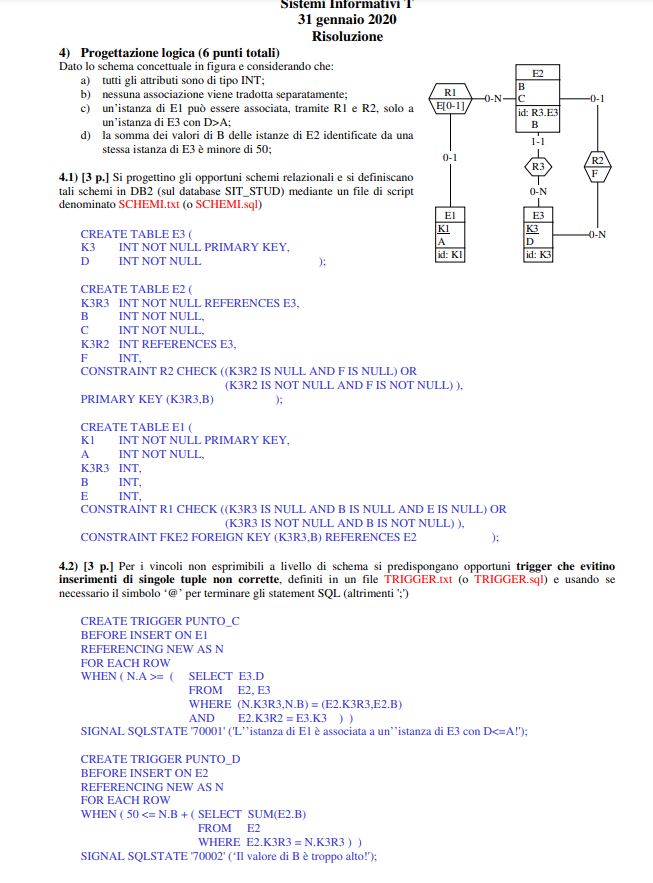 Sistemi Informativi T
31 gennaio 2020
Risoluzione
4) Progettazione logica (6 punti totali)
Dato lo schema concettuale in figura e considerando che:
a) tutti gli attributi sono di tipo INT;
b) nessuna associazione viene tradotta separatamente;
c) un'istanza di E1 può essere associata, tramite R1 e R2, solo a
un'istanza di E3 con D>A;
d) la somma dei valori di B delle istanze di E2 identificate da una
stessa istanza di E3 è minore di 50;
R1
E[0-1]
0-N
E2
B
C
id: R3.E3
B
0-1
1-1
0-1
R3
R2
F
0-N
E1
K1
A
id: K1
E3
K3
D
id: K3
0-N
4.1) [3 p.] Si progettino gli opportuni schemi relazionali e si definiscano
tali schemi in DB2 (sul database SIT_STUD) mediante un file di script
denominato SCHEMI.txt (o SCHEMI.sql)
CREATE TABLE E3 (
K3 INT NOT NULL PRIMARY KEY,
D INT NOT NULL );
CREATE TABLE E2 (
K3R3 INT NOT NULL REFERENCES E3,
B INT NOT NULL,
C INT NOT NULL,
K3R2 INT REFERENCES E3,
F INT,
CONSTRAINT R2 CHECK ((K3R2 IS NULL AND F IS NULL) OR
(K3R2 IS NOT NULL AND F IS NOT NULL) ),
PRIMARY KEY (K3R3,B) );
CREATE TABLE E1 (
K1 INT NOT NULL PRIMARY KEY,
A INT NOT NULL,
K3R3 INT,
B INT,
E INT,
CONSTRAINT R1 CHECK ((K3R3 IS NULL AND B IS NULL AND E IS NULL) OR
(K3R3 IS NOT NULL AND B IS NOT NULL) ),
CONSTRAINT FKE2 FOREIGN KEY (K3R3,B) REFERENCES E2 );
4.2) [3 p.] Per i vincoli non esprimibili a livello di schema si predispongano opportuni trigger che evitino
inserimenti di singole tuple non corrette, definiti in un file TRIGGER.txt (o TRIGGER.sql) e usando se
necessario il simbolo '@' per terminare gli statement SQL (altrimenti ';')
CREATE TRIGGER PUNTO_C
BEFORE INSERT ON E1
REFERENCING NEW AS N
FOR EACH ROW
WHEN ( N.A >= ( SELECT E3.D
FROM E2, E3
WHERE (N.K3R3,N.B) = (E2.K3R3,E2.B)
AND E2.K3R2 = E3.K3 ) )
SIGNAL SQLSTATE '70001' ('L''istanza di E1 è associata a un''istanza di E3 con D<=A!');
CREATE TRIGGER PUNTO_D
BEFORE INSERT ON E2
REFERENCING NEW AS N
FOR EACH ROW
WHEN ( 50 <= N.B + ( SELECT SUM(E2.B)
FROM E2
WHERE E2.K3R3 = N.K3R3 ) )
SIGNAL SQLSTATE '70002' ('Il valore di B è troppo alto!');